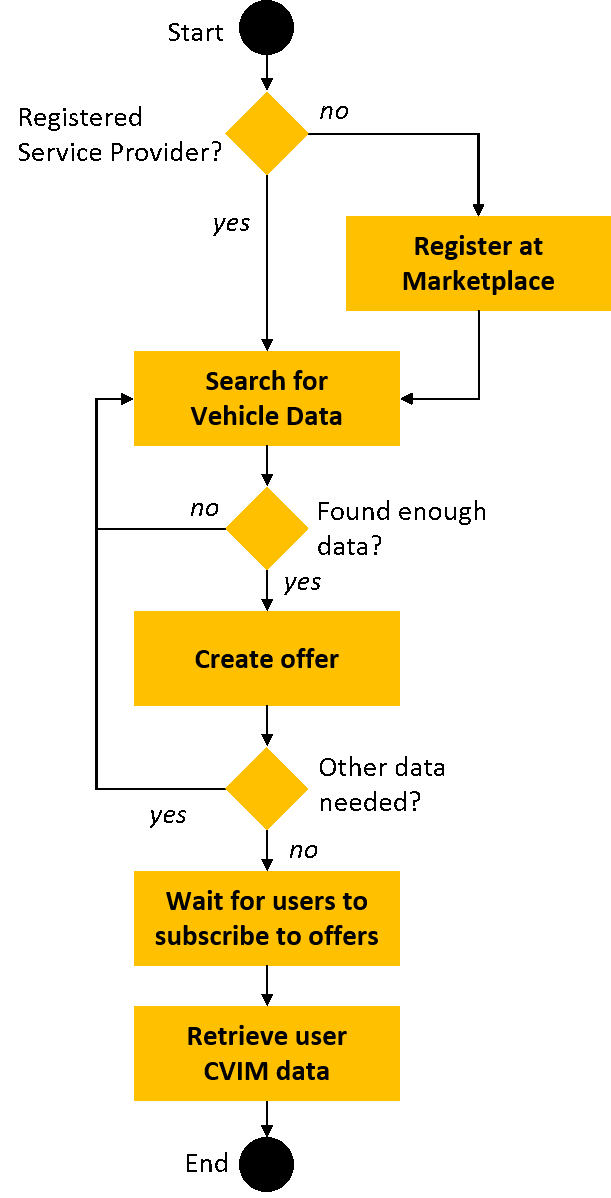 Start
Registered
Service Provider?
no
yes
Register at
Marketplace
Search for
Vehicle Data
no
Found enough
data?
yes
Create offer
Other data
needed?
yes
no
Wait for users to
subscribe to offers
Retrieve user
CVIM data
End